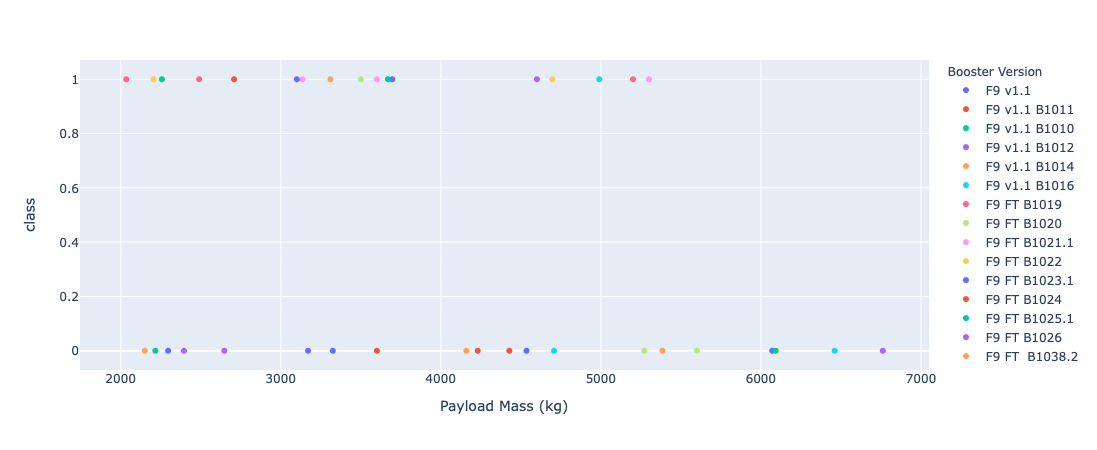 Booster Version
F9 v1.1
F9 v1.1 B1011
F9 v1.1 B1010
F9 v1.1 B1012
F9 v1.1 B1014
F9 v1.1 B1016
F9 FT B1019
F9 FT B1020
F9 FT B1021.1
F9 FT B1022
F9 FT B1023.1
F9 FT B1024
F9 FT B1025.1
F9 FT B1026
F9 FT  B1038.2
1
0.8
0.6
0.4
0.2
0
class
2000 3000 4000 5000 6000 7000
Payload Mass (kg)